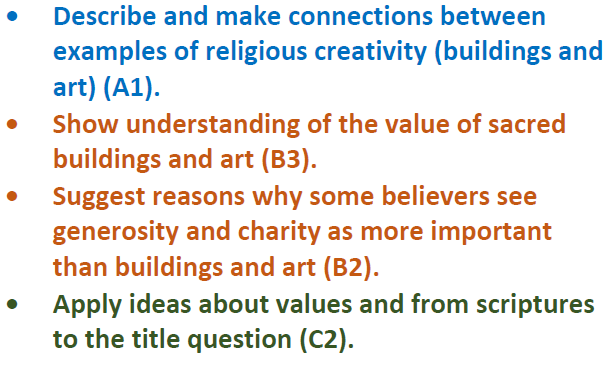 • Describe and make connections between
examples of religious creativity (buildings and
art) (A1).
• Show understanding of the value of sacred
buildings and art (B3).
• Suggest reasons why some believers see
generosity and charity as more important
than buildings and art (B2).
• Apply ideas about values and from scriptures
to the title question (C2).